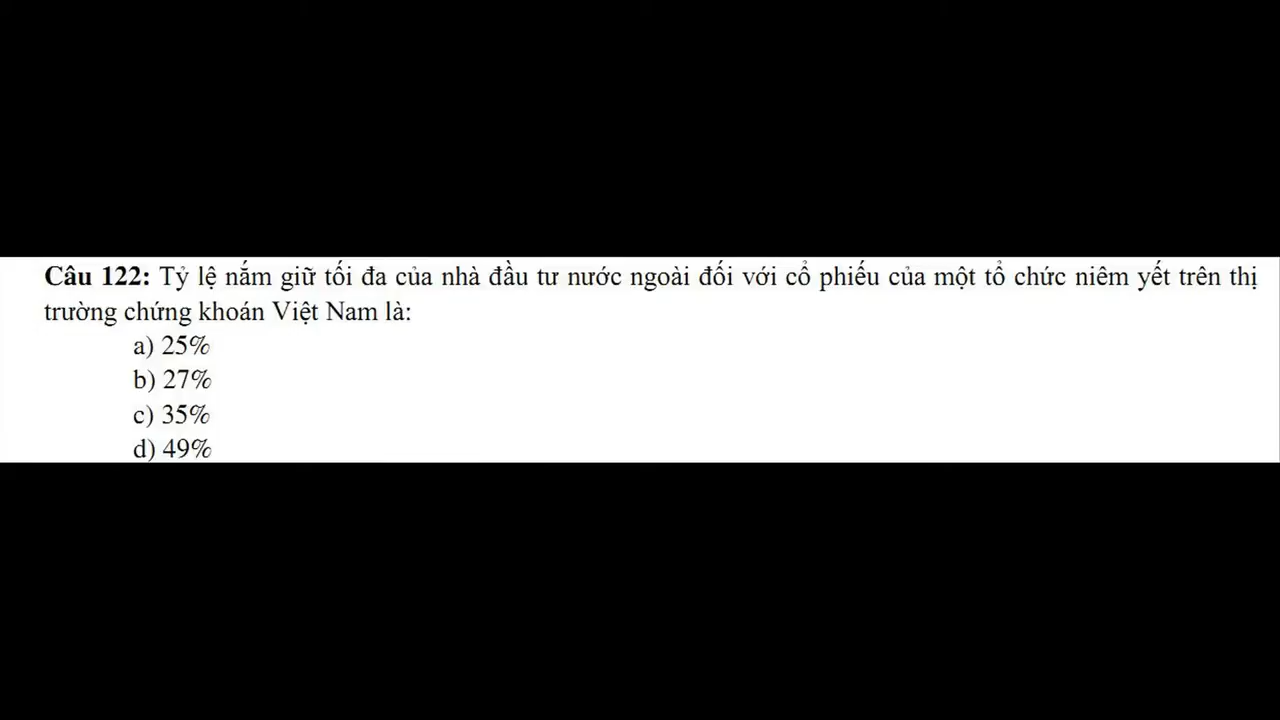 Câu 122: Tỷ lệ nắm giữ tối đa của nhà đầu tư nước ngoài đối với cổ phiếu của một tổ chức niêm yết trên thị
trường chứng khoán Việt Nam là:
a) 25%
b) 27%
c) 35%
d) 49%